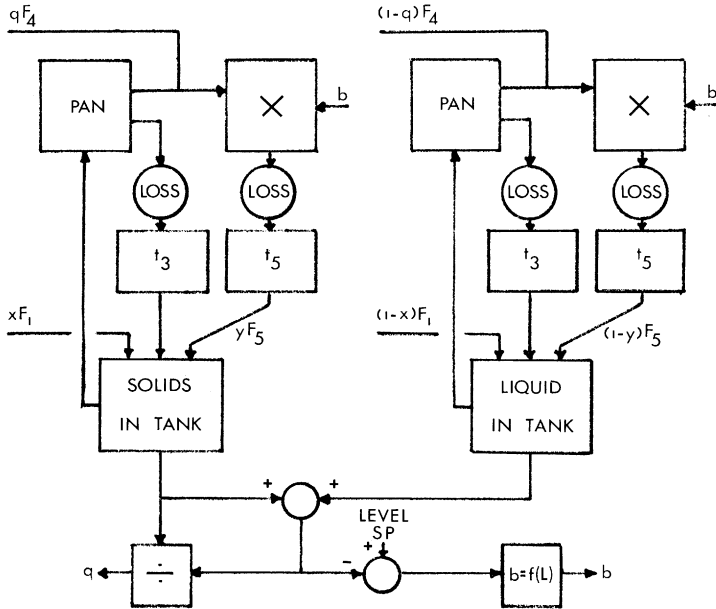 qF₄
(1-q)F₄
PAN
×
b
PAN
×
b
LOSS
LOSS
LOSS
LOSS
t₃
t₅
t₃
t₅
xF₁
yF₅
(1-x)F₁
(1-y)F₅
SOLIDS
IN TANK
LIQUID
IN TANK
+
+
LEVEL
SP
+
-
q
÷
b=f(L)
b